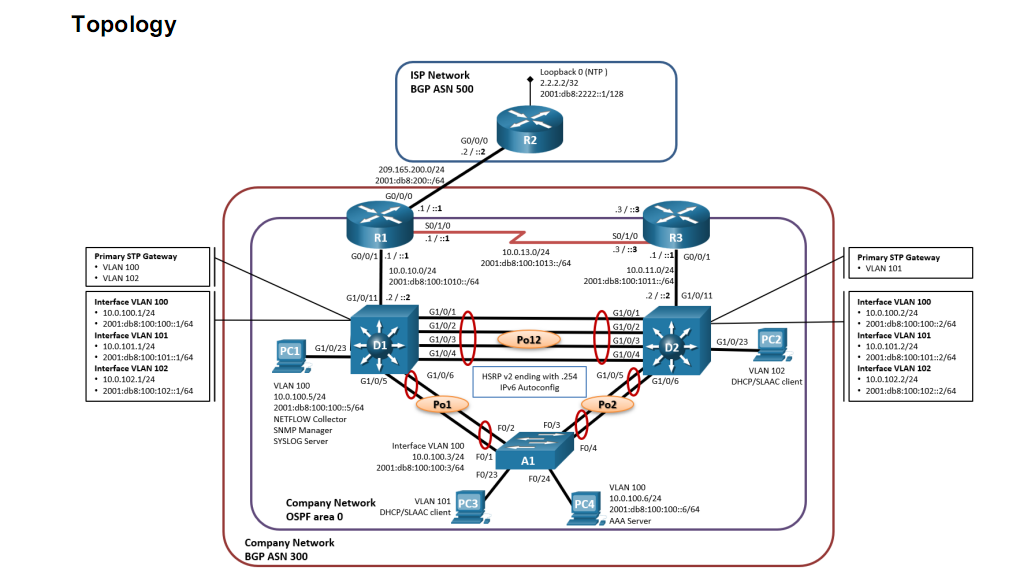 Topology
ISP Network
BGP ASN 500
Loopback 0 (NTP )
2.2.2.2/32
2001:db8:2222::1/128
R2
G0/0/0
.2 / ::2
209.165.200.0/24
2001:db8:200::/64
G0/0/0
.1 / ::1
R1
S0/1/0
.1 / ::1
G0/0/1
.1 / ::1
10.0.13.0/24
2001:db8:100:1013::/64
.3 / ::3
R3
S0/1/0
.3 / ::3
.1 / ::1
G0/0/1
10.0.10.0/24
2001:db8:100:1010::/64
10.0.11.0/24
2001:db8:100:1011::/64
G1/0/11
.2 / ::2
.2 / ::2
G1/0/11
Primary STP Gateway
• VLAN 100
• VLAN 102
Interface VLAN 100
• 10.0.100.1/24
• 2001:db8:100:100::1/64
Interface VLAN 101
• 10.0.101.1/24
• 2001:db8:100:101::1/64
Interface VLAN 102
• 10.0.102.1/24
• 2001:db8:100:102::1/64
Primary STP Gateway
• VLAN 101
Interface VLAN 100
• 10.0.100.2/24
• 2001:db8:100:100::2/64
Interface VLAN 101
• 10.0.101.2/24
• 2001:db8:100:101::2/64
Interface VLAN 102
• 10.0.102.2/24
• 2001:db8:100:102::2/64
D1
G1/0/1
G1/0/2
G1/0/3
G1/0/4
Po12
G1/0/1
G1/0/2
G1/0/3
G1/0/4
D2
PC1
G1/0/23
G1/0/23
PC2
VLAN 102
DHCP/SLAAC client
G1/0/5
G1/0/6
HSRP v2 ending with .254
IPv6 Autoconfig
G1/0/5
G1/0/6
VLAN 100
10.0.100.5/24
2001:db8:100:100::5/64
NETFLOW Collector
SNMP Manager
SYSLOG Server
Po1
Po2
F0/2
F0/3
F0/1
F0/4
Interface VLAN 100
10.0.100.3/24
2001:db8:100:100:3/64
A1
F0/23
F0/24
VLAN 101
DHCP/SLAAC client
PC3
PC4
VLAN 100
10.0.100.6/24
2001:db8:100:100::6/64
AAA Server
Company Network
OSPF area 0
Company Network
BGP ASN 300